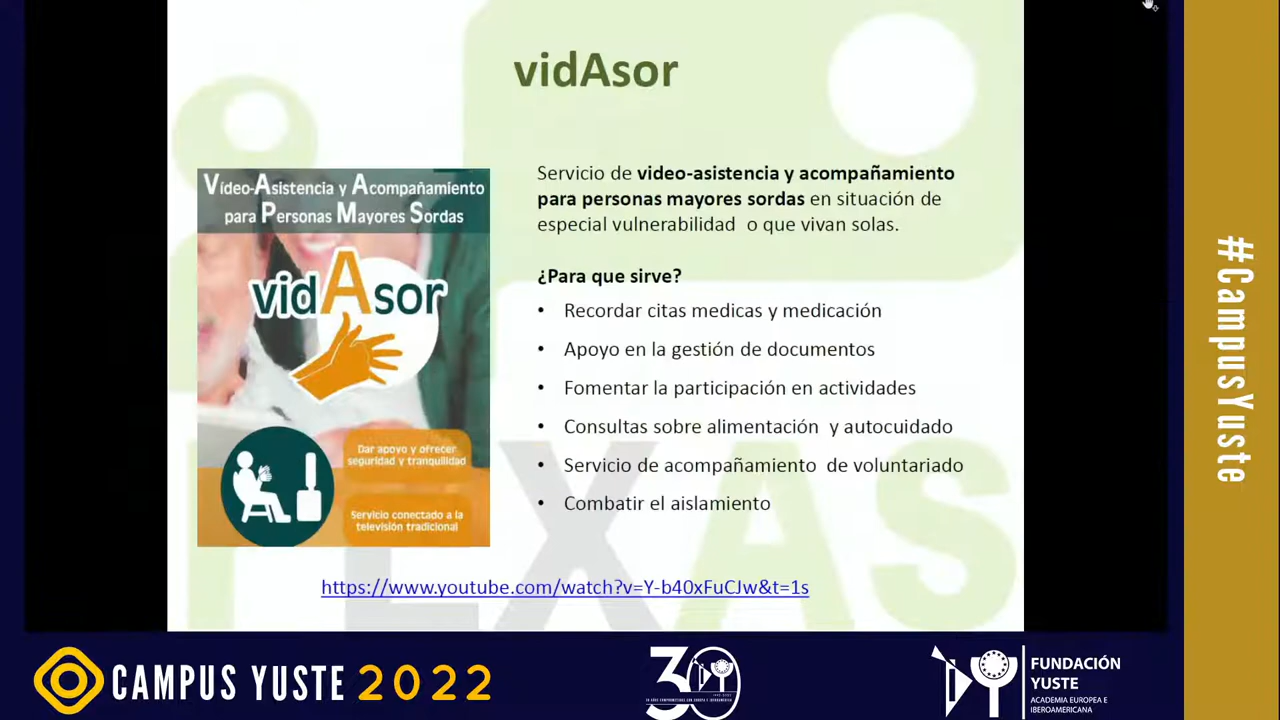 vidAsor
Servicio de video-asistencia y acompañamiento
para personas mayores sordas en situación de
especial vulnerabilidad o que vivan solas.
¿Para que sirve?
• Recordar citas medicas y medicación
• Apoyo en la gestión de documentos
• Fomentar la participación en actividades
• Consultas sobre alimentación y autocuidado
• Servicio de acompañamiento de voluntariado
• Combatir el aislamiento
Vídeo-Asistencia y Acompañamiento
para Personas Mayores Sordas
vidAsor
Dar apoyo y ofrecer
seguridad y tranquilidad
Servicio conectado a la
televisión tradicional
https://www.youtube.com/watch?v=Y-b40xFuCJw&t=1s
#CampusYuste
CAMPUS YUSTE 2022
30
FUNDACIÓN
YUSTE
ACADEMIA EUROPEA E
IBEROAMERICANA